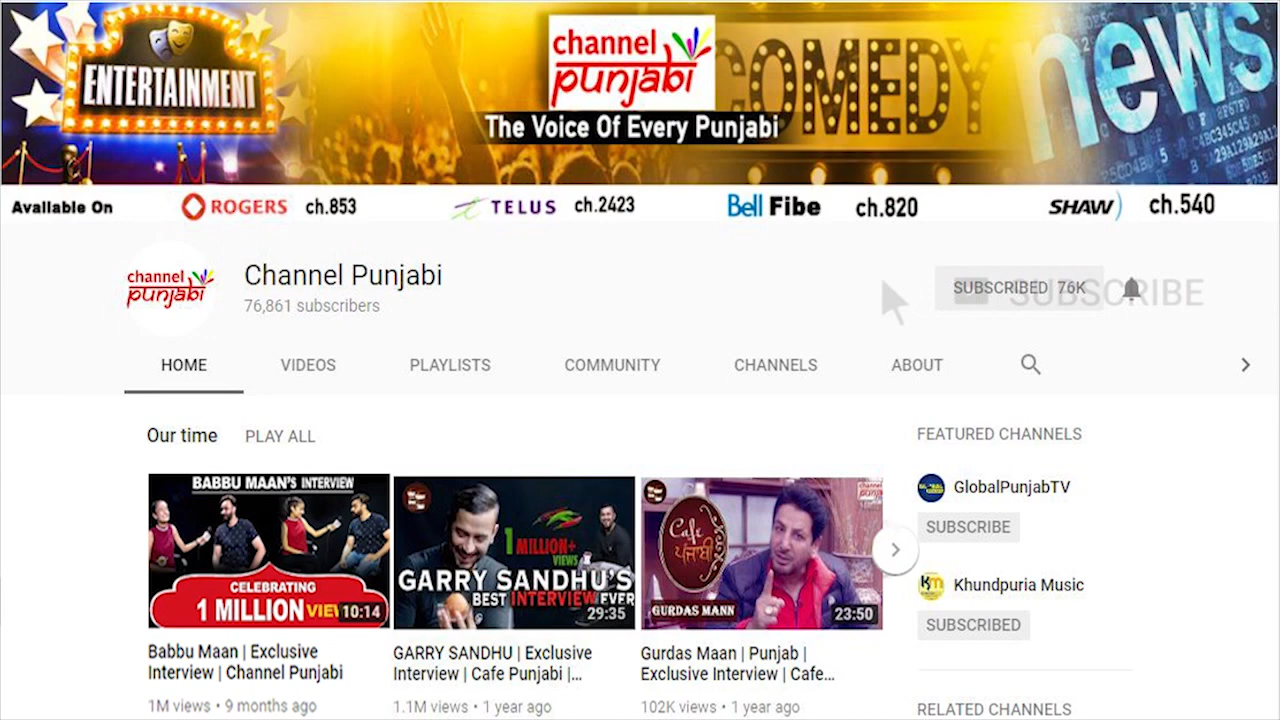 ENTERTAINMENT
channel
punjabi
The Voice Of Every Punjabi
COMEDY
news
Available On
ROGERS ch.853
TELUS ch.2423
Bell Fibe ch.820
SHAW) ch.540
channel
punjabi
Channel Punjabi
76,861 subscribers
SUBSCRIBED 76K
SUBSCRIBE
HOME VIDEOS PLAYLISTS COMMUNITY CHANNELS ABOUT
Our time PLAY ALL
BABBU MAAN'S INTERVIEW
CELEBRATING
1 MILLION VIEW
10:14
Babbu Maan | Exclusive
Interview | Channel Punjabi
1M views • 9 months ago
1 MILLION+
VIEWS
GARRY SANDHU'S
BEST INTERVIEW EVER
29:35
GARRY SANDHU | Exclusive
Interview | Cafe Punjabi |...
1.1M views • 1 year ago
Cafe
ਪੰਜਾਬੀ
GURDAS MANN
23:50
Gurdas Maan | Punjab |
Exclusive Interview | Cafe...
102K views • 1 year ago
FEATURED CHANNELS
GlobalPunjabTV
SUBSCRIBE
Khundpuria Music
SUBSCRIBED
RELATED CHANNELS